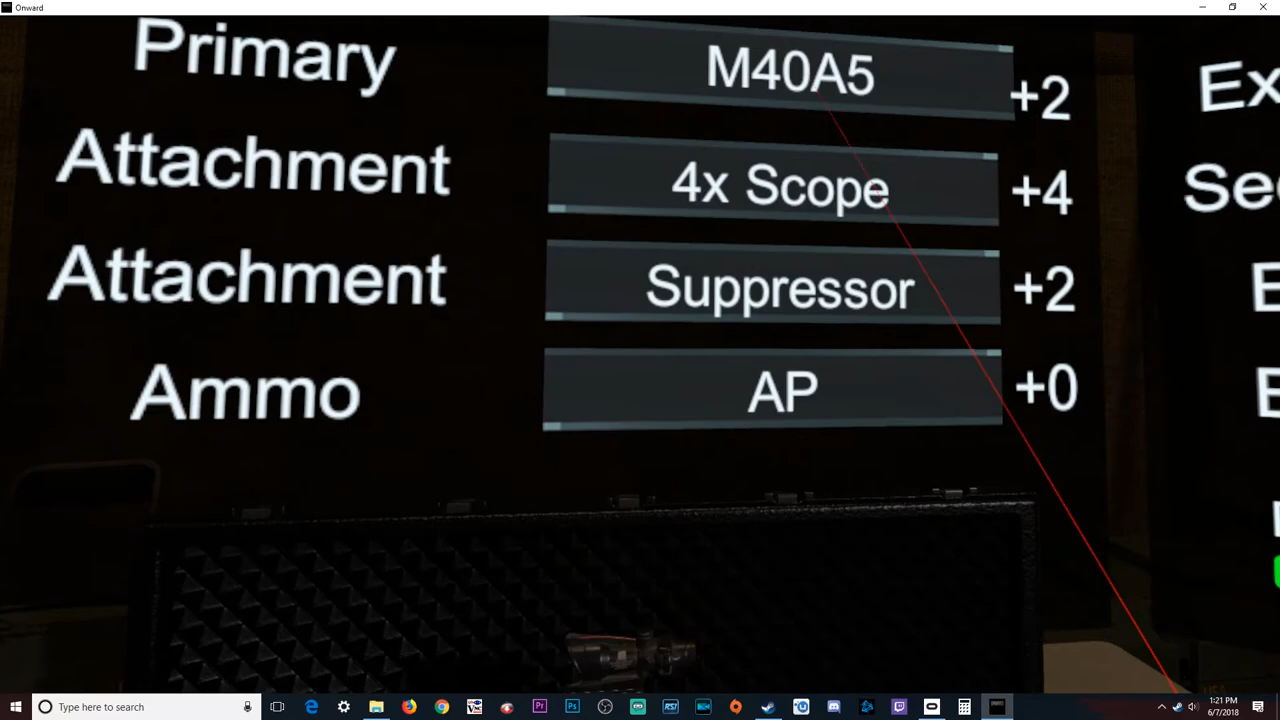 Onward
Primary M40A5 +2
Attachment 4x Scope +4
Attachment Suppressor +2
Ammo AP +0
Type here to search
1:21 PM
6/7/2018